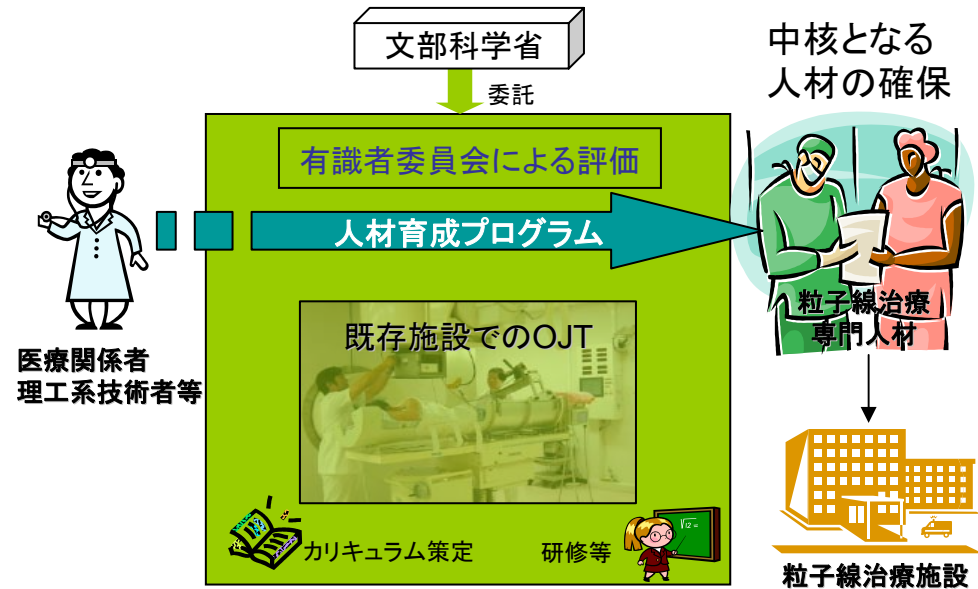 文部科学省
委託
中核となる
人材の確保
有識者委員会による評価
人材育成プログラム
医療関係者
理工系技術者等
既存施設でのOJT
粒子線治療
専門人材
カリキュラム策定
研修等
√12 =
粒子線治療施設